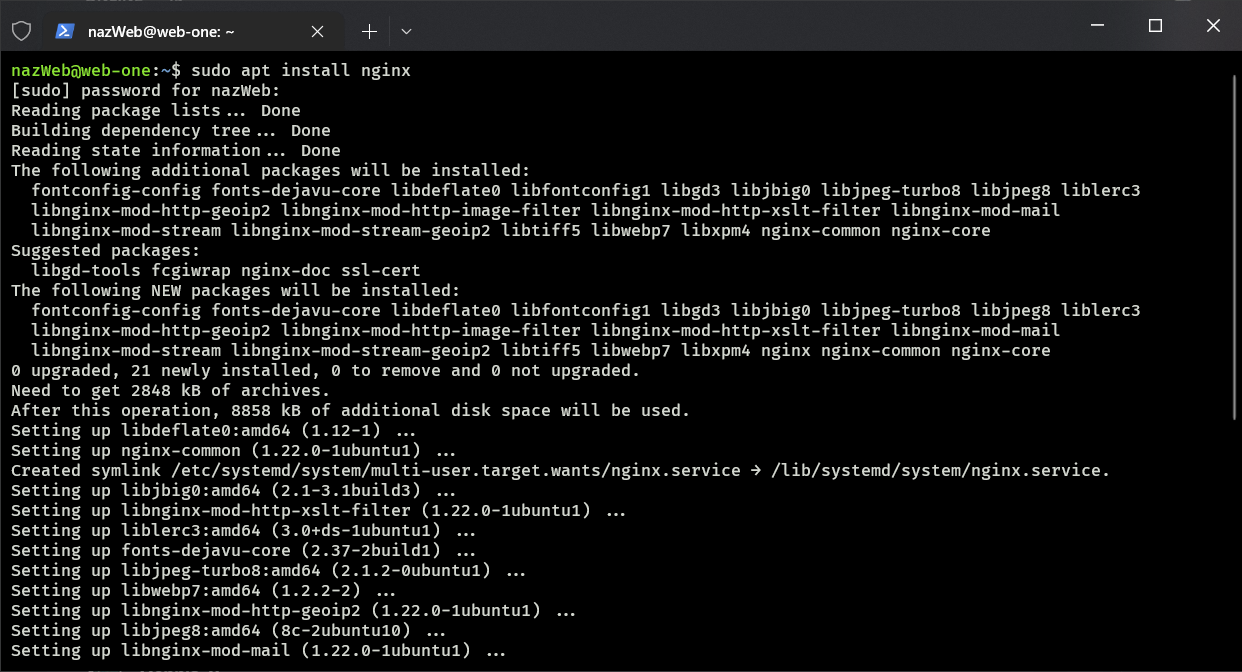 nazWeb@web-one: ~
nazWeb@web-one:~$ sudo apt install nginx
[sudo] password for nazWeb:
Reading package lists... Done
Building dependency tree... Done
Reading state information... Done
The following additional packages will be installed:
  fontconfig-config fonts-dejavu-core libdeflate0 libfontconfig1 libgd3 libjbig0 libjpeg-turbo8 libjpeg8 liblerc3
  libnginx-mod-http-geoip2 libnginx-mod-http-image-filter libnginx-mod-http-xslt-filter libnginx-mod-mail
  libnginx-mod-stream libnginx-mod-stream-geoip2 libtiff5 libwebp7 libxpm4 nginx-common nginx-core
Suggested packages:
  libgd-tools fcgiwrap nginx-doc ssl-cert
The following NEW packages will be installed:
  fontconfig-config fonts-dejavu-core libdeflate0 libfontconfig1 libgd3 libjbig0 libjpeg-turbo8 libjpeg8 liblerc3
  libnginx-mod-http-geoip2 libnginx-mod-http-image-filter libnginx-mod-http-xslt-filter libnginx-mod-mail
  libnginx-mod-stream libnginx-mod-stream-geoip2 libtiff5 libwebp7 libxpm4 nginx nginx-common nginx-core
0 upgraded, 21 newly installed, 0 to remove and 0 not upgraded.
Need to get 2848 kB of archives.
After this operation, 8858 kB of additional disk space will be used.
Setting up libdeflate0:amd64 (1.12-1) ...
Setting up nginx-common (1.22.0-1ubuntu1) ...
Created symlink /etc/systemd/system/multi-user.target.wants/nginx.service → /lib/systemd/system/nginx.service.
Setting up libjbig0:amd64 (2.1-3.1build3) ...
Setting up libnginx-mod-http-xslt-filter (1.22.0-1ubuntu1) ...
Setting up liblerc3:amd64 (3.0+ds-1ubuntu1) ...
Setting up fonts-dejavu-core (2.37-2build1) ...
Setting up libjpeg-turbo8:amd64 (2.1.2-0ubuntu1) ...
Setting up libwebp7:amd64 (1.2.2-2) ...
Setting up libnginx-mod-http-geoip2 (1.22.0-1ubuntu1) ...
Setting up libjpeg8:amd64 (8c-2ubuntu10) ...
Setting up libnginx-mod-mail (1.22.0-1ubuntu1) ...